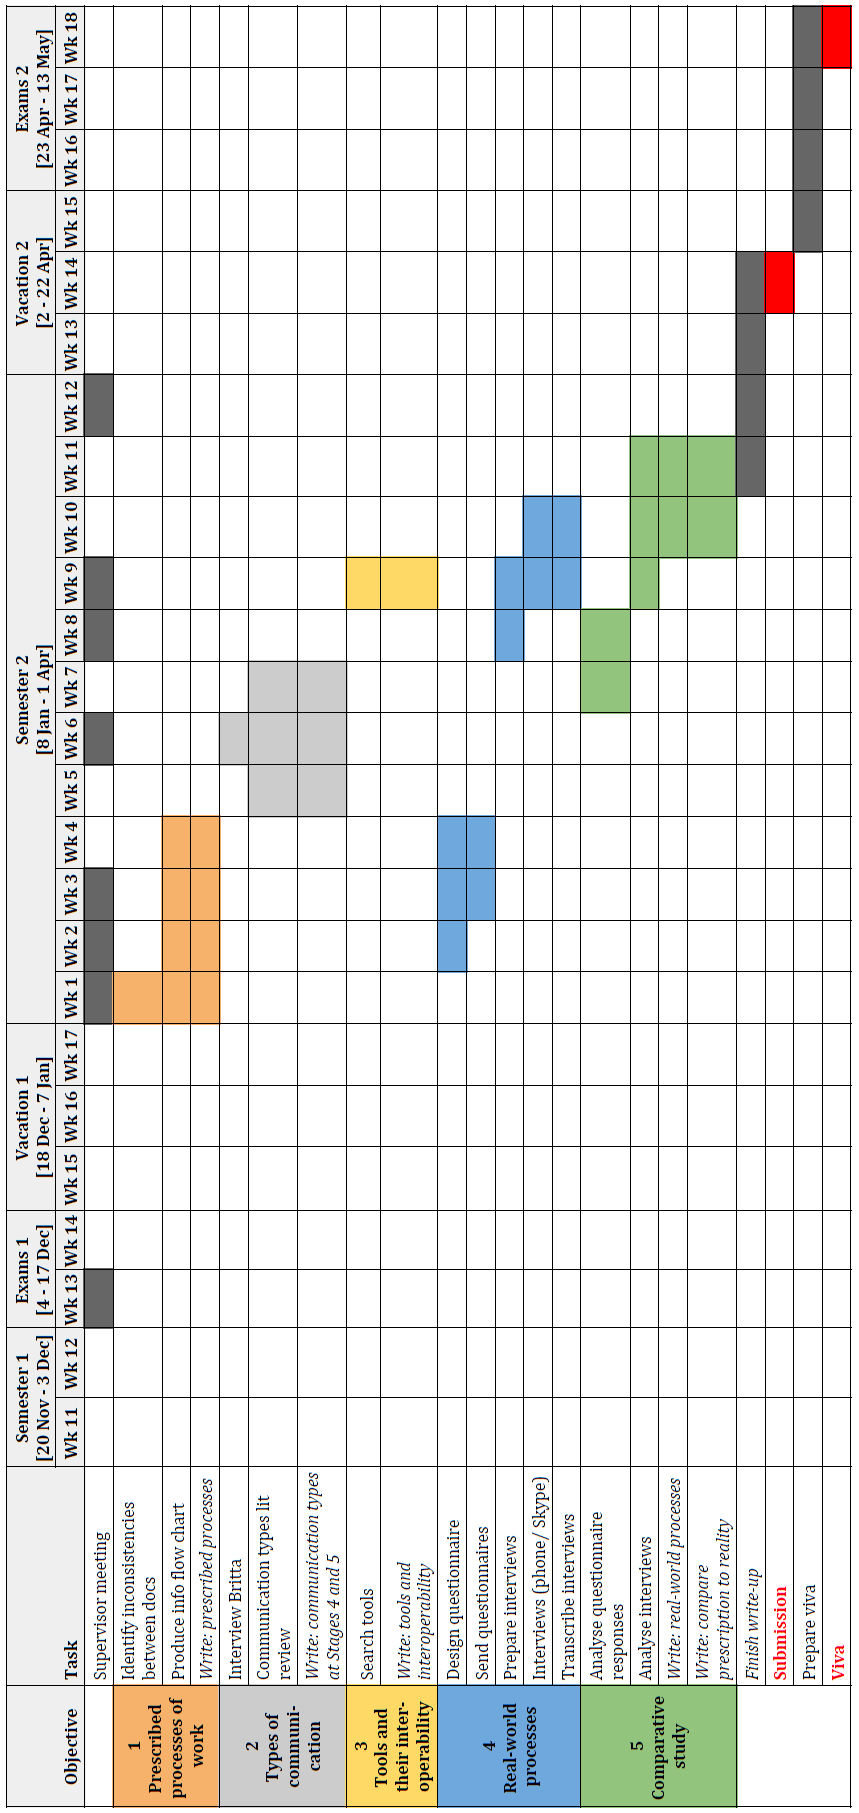 Semester 1
[20 Nov - 3 Dec]
Exams 1
[4 - 17 Dec]
Vacation 1
[18 Dec - 7 Jan]
Semester 2
[8 Jan - 1 Apr]
Vacation 2
[2 - 22 Apr]
Exams 2
[23 Apr - 13 May]
Objective
Task
Wk 11
Wk 12
Wk 13
Wk 14
Wk 15
Wk 16
Wk 17
Wk 1
Wk 2
Wk 3
Wk 4
Wk 5
Wk 6
Wk 7
Wk 8
Wk 9
Wk 10
Wk 11
Wk 12
Wk 13
Wk 14
Wk 15
Wk 16
Wk 17
Wk 18
Supervisor meeting
1
Prescribed
processes of
work
Identify inconsistencies
between docs
Produce info flow chart
Write: prescribed processes
2
Types of
communi-
cation
Interview Britta
Communication types lit
review
Write: communication types
at Stages 4 and 5
3
Tools and
their inter-
operability
Search tools
Write: tools and
interoperability
4
Real-world
processes
Design questionnaire
Send questionnaires
Prepare interviews
Interviews (phone / Skype)
Transcribe interviews
5
Comparative
study
Analyse questionnaire
responses
Analyse interviews
Write: real-world processes
Write: compare
prescription to reality
Finish write-up
Submission
Prepare viva
Viva